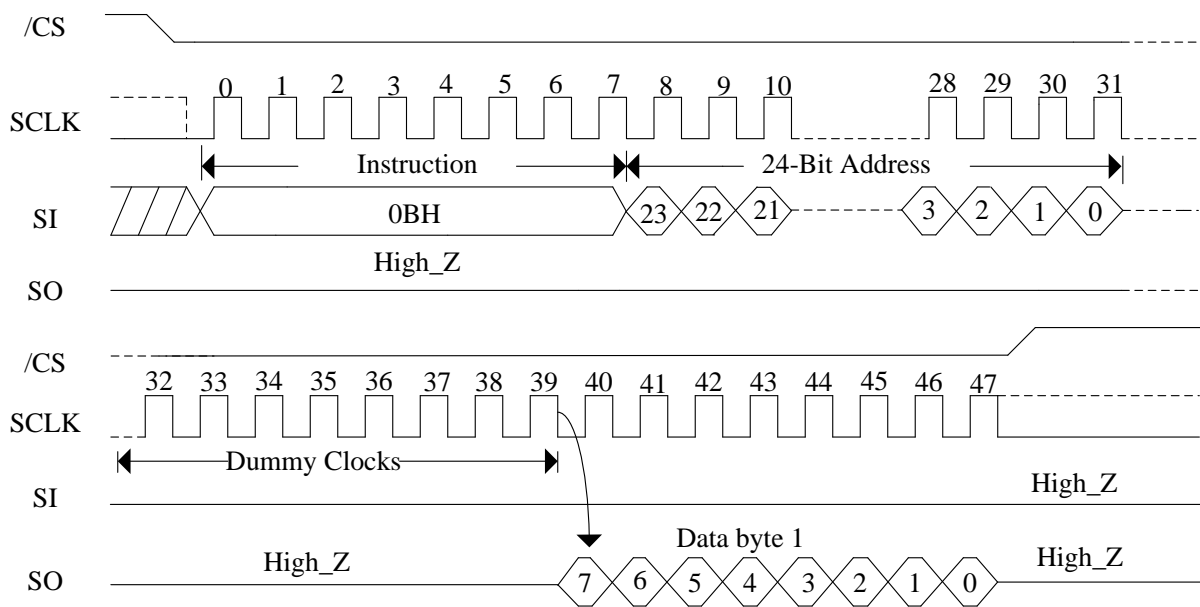 /CS
0 1 2 3 4 5 6 7 8 9 10 28 29 30 31
SCLK
Instruction 24-Bit Address
SI 0BH 23 22 21 3 2 1 0
High_Z
SO
/CS
32 33 34 35 36 37 38 39 40 41 42 43 44 45 46 47
SCLK
Dummy Clocks
SI High_Z
Data byte 1
SO High_Z 7 6 5 4 3 2 1 0 High_Z